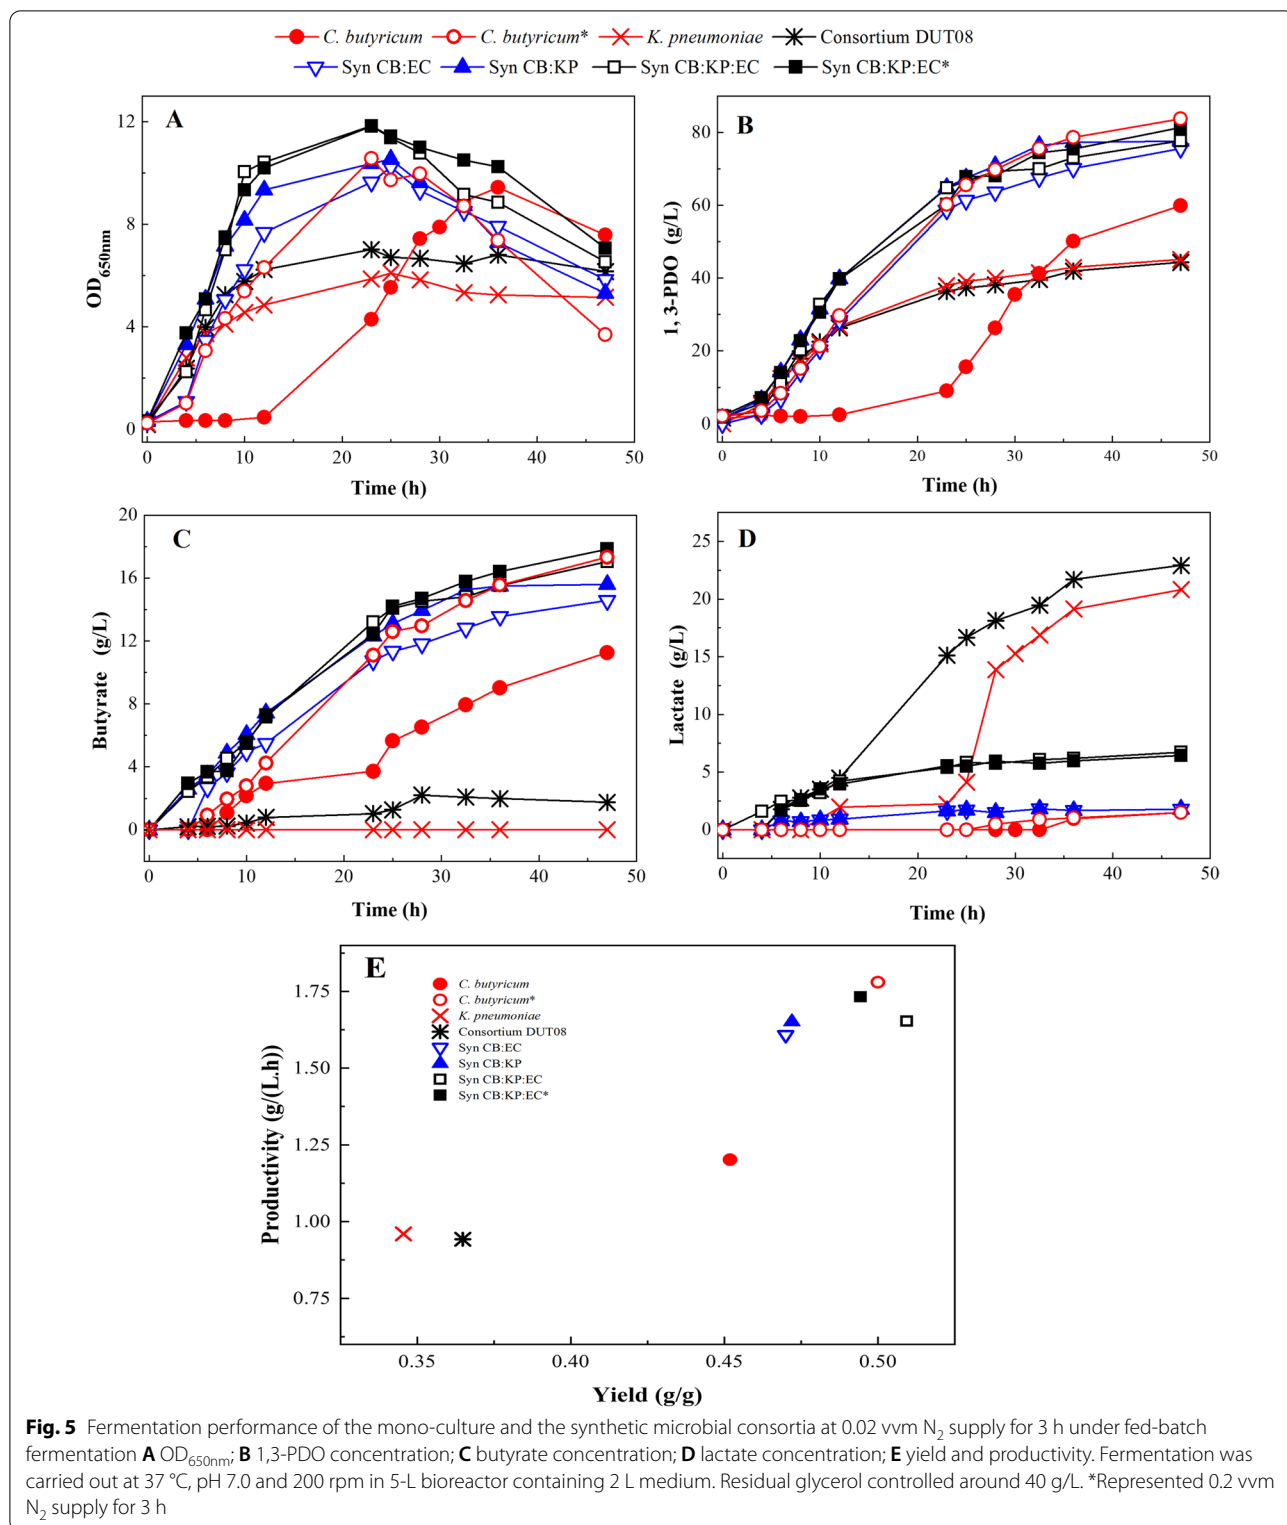 C. butyricum C. butyricum* K. pneumoniae Consortium DUT08
Syn CB:EC Syn CB:KP Syn CB:KP:EC Syn CB:KP:EC*
A
12
8
4
0
OD650nm
0 10 20 30 40 50
Time (h)
B
80
60
40
20
0
1,3-PDO (g/L)
0 10 20 30 40 50
Time (h)
C
20
16
12
8
4
0
Butyrate (g/L)
0 10 20 30 40 50
Time (h)
D
25
20
15
10
5
0
Lactate (g/L)
0 10 20 30 40 50
Time (h)
E
C. butyricum
C. butyricum*
K. pneumoniae
Consortium DUT08
Syn CB:EC
Syn CB:KP
Syn CB:KP:EC
Syn CB:KP:EC*
1.75
1.50
1.25
1.00
0.75
Productivity (g/(L.h))
0.35 0.40 0.45 0.50
Yield (g/g)
Fig. 5 Fermentation performance of the mono-culture and the synthetic microbial consortia at 0.02 vvm N2 supply for 3 h under fed-batch
fermentation A OD650nm; B 1,3-PDO concentration; C butyrate concentration; D lactate concentration; E yield and productivity. Fermentation was
carried out at 37 °C, pH 7.0 and 200 rpm in 5-L bioreactor containing 2 L medium. Residual glycerol controlled around 40 g/L. *Represented 0.2 vvm
N2 supply for 3 h